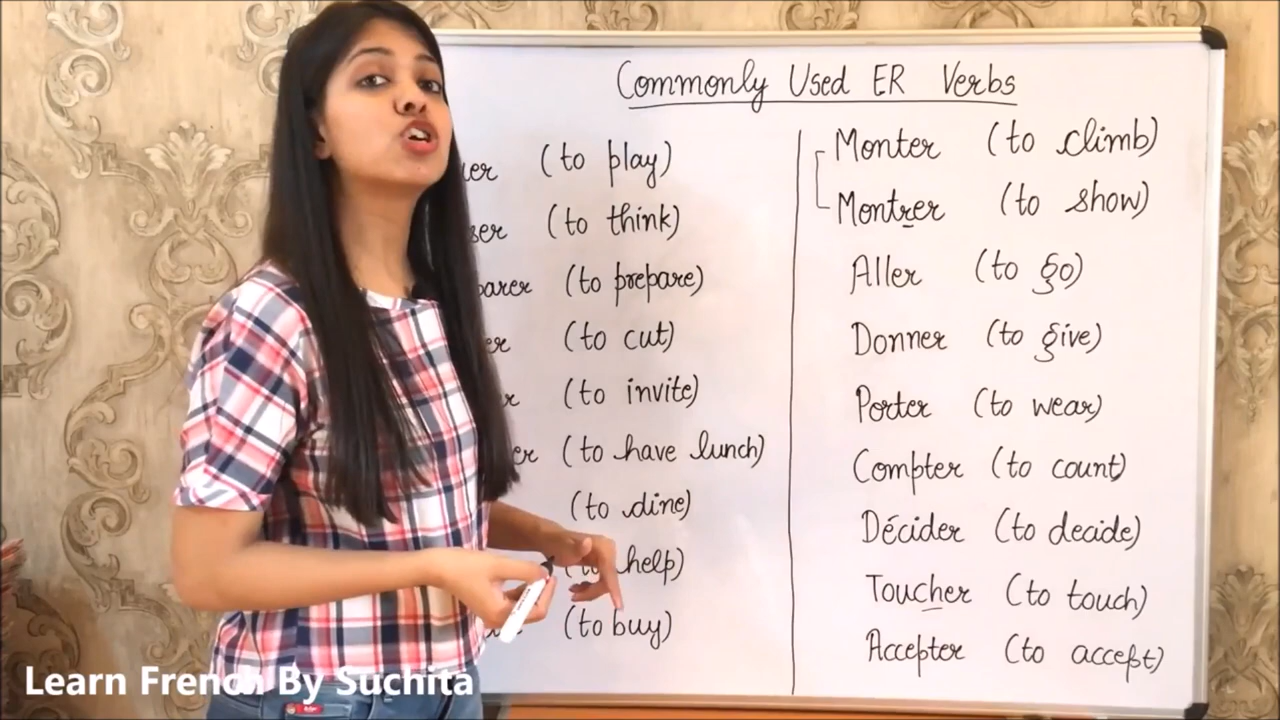 Commonly Used ER Verbs
(to play)
(to think)
(to prepare)
(to cut)
(to invite)
(to have lunch)
(to dine)
help)
(to buy)
Monter (to climb)
Montrer (to show)
Aller (to go)
Donner (to give)
Porter (to wear)
Compter (to count)
Décider (to decide)
Toucher (to touch)
Accepter (to accept)
Learn French By Suchita